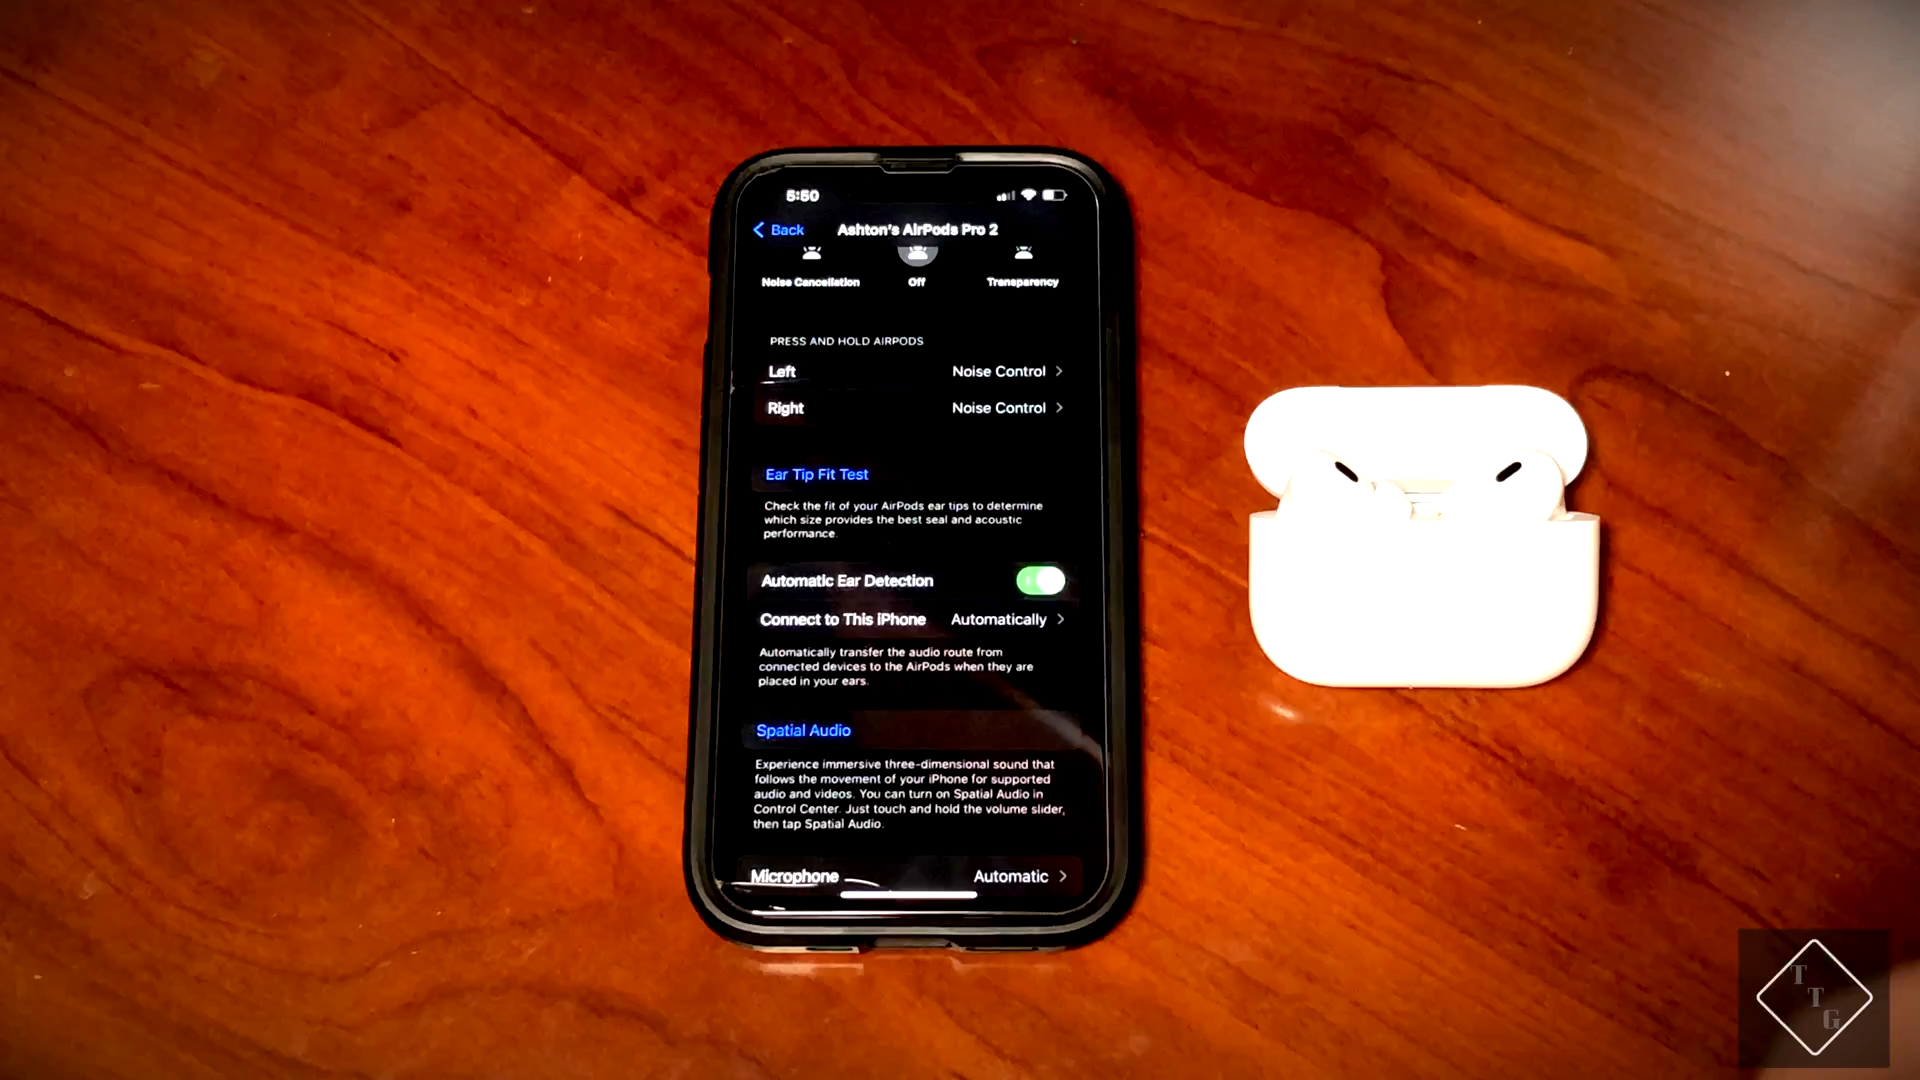 5:50
Back
Ashton's AirPods Pro 2
Noise Cancellation
Off
Transparency
PRESS AND HOLD AIRPODS
Left
Noise Control
Right
Noise Control
Ear Tip Fit Test
Check the fit of your AirPods ear tips to determine
which size provides the best seal and acoustic
performance.
Automatic Ear Detection
Connect to This iPhone
Automatically
Automatically transfer the audio route from
connected devices to the AirPods when they are
placed in your ears.
Spatial Audio
Experience immersive three-dimensional sound that
follows the movement of your iPhone for supported
audio and videos. You can turn on Spatial Audio in
Control Center. Just touch and hold the volume slider,
then tap Spatial Audio.
Microphone
Automatic
T
T
G